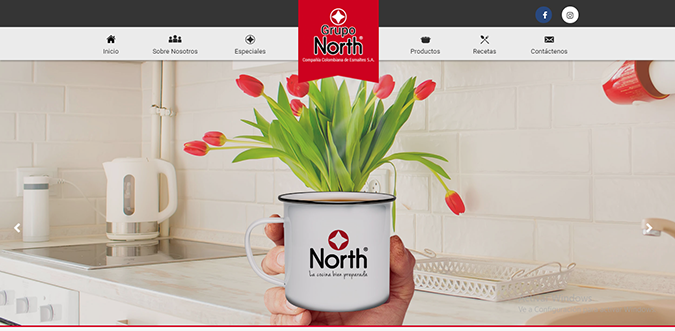 Grupo
North®
Compañía Colombiana de Esmaltes S.A.
Inicio
Sobre Nosotros
Especiales
Productos
Recetas
Contáctenos
North®
La cocina bien preparada